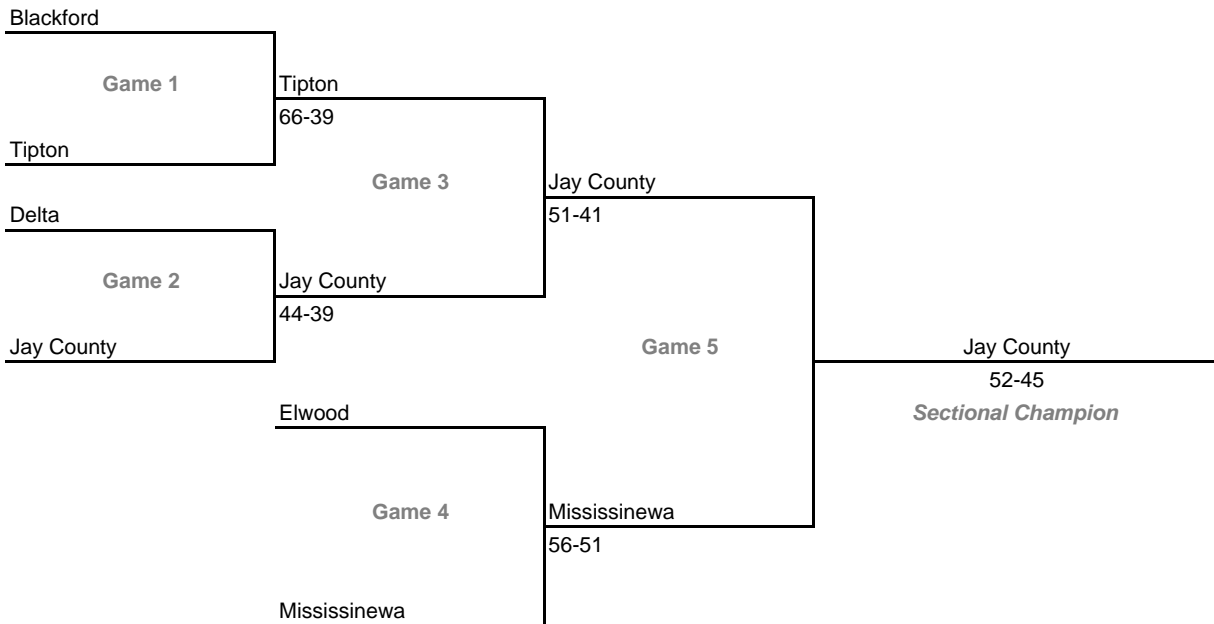 Blackford
Game 1
Tipton
66-39
Tipton
Game 3
Jay County
51-41
Delta
Game 2
Jay County
44-39
Jay County
Game 5
Jay County
52-45
Sectional Champion
Elwood
Game 4
Mississinewa
56-51
Mississinewa